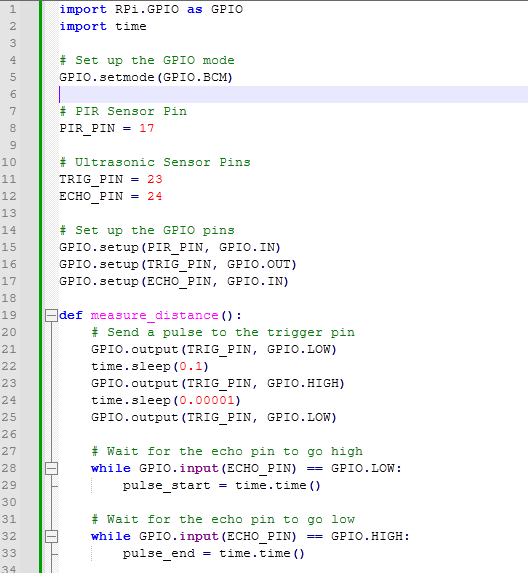 1 import RPi.GPIO as GPIO
2 import time
3
4 # Set up the GPIO mode
5 GPIO.setmode(GPIO.BCM)
6
7 # PIR Sensor Pin
8 PIR_PIN = 17
9
10 # Ultrasonic Sensor Pins
11 TRIG_PIN = 23
12 ECHO_PIN = 24
13
14 # Set up the GPIO pins
15 GPIO.setup(PIR_PIN, GPIO.IN)
16 GPIO.setup(TRIG_PIN, GPIO.OUT)
17 GPIO.setup(ECHO_PIN, GPIO.IN)
18
19 def measure_distance():
20     # Send a pulse to the trigger pin
21     GPIO.output(TRIG_PIN, GPIO.LOW)
22     time.sleep(0.1)
23     GPIO.output(TRIG_PIN, GPIO.HIGH)
24     time.sleep(0.00001)
25     GPIO.output(TRIG_PIN, GPIO.LOW)
26
27     # Wait for the echo pin to go high
28     while GPIO.input(ECHO_PIN) == GPIO.LOW:
29         pulse_start = time.time()
30
31     # Wait for the echo pin to go low
32     while GPIO.input(ECHO_PIN) == GPIO.HIGH:
33         pulse_end = time.time()
34